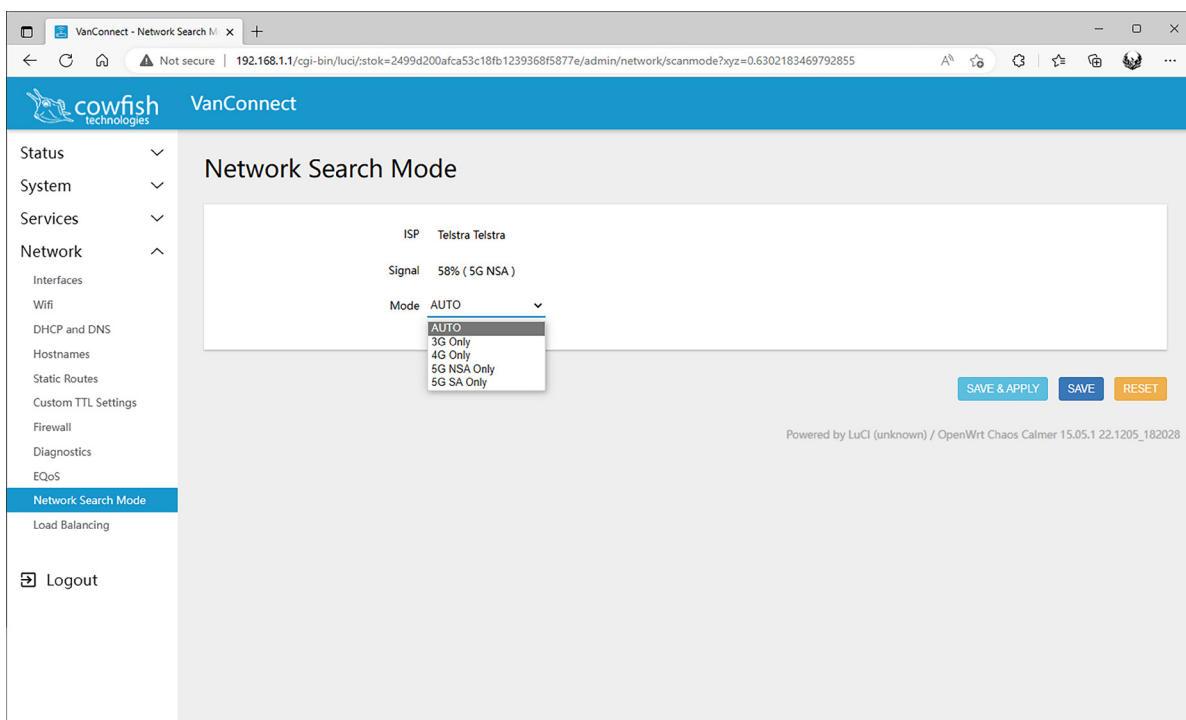 VanConnect - Network Search M
Not secure 192.168.1.1/cgi-bin/luci/;stok=2499d200afca53c18fb1239368f5877e/admin/network/scanmode?xyz=0.6302183469792855
cowfish
technologies
VanConnect
Status
System
Services
Network
Interfaces
Wifi
DHCP and DNS
Hostnames
Static Routes
Custom TTL Settings
Firewall
Diagnostics
EQoS
Network Search Mode
Load Balancing
Logout
Network Search Mode
ISP Telstra Telstra
Signal 58% ( 5G NSA )
Mode AUTO
AUTO
3G Only
4G Only
5G NSA Only
5G SA Only
SAVE & APPLY SAVE RESET
Powered by LuCI (unknown) / OpenWrt Chaos Calmer 15.05.1 22.1205_182028